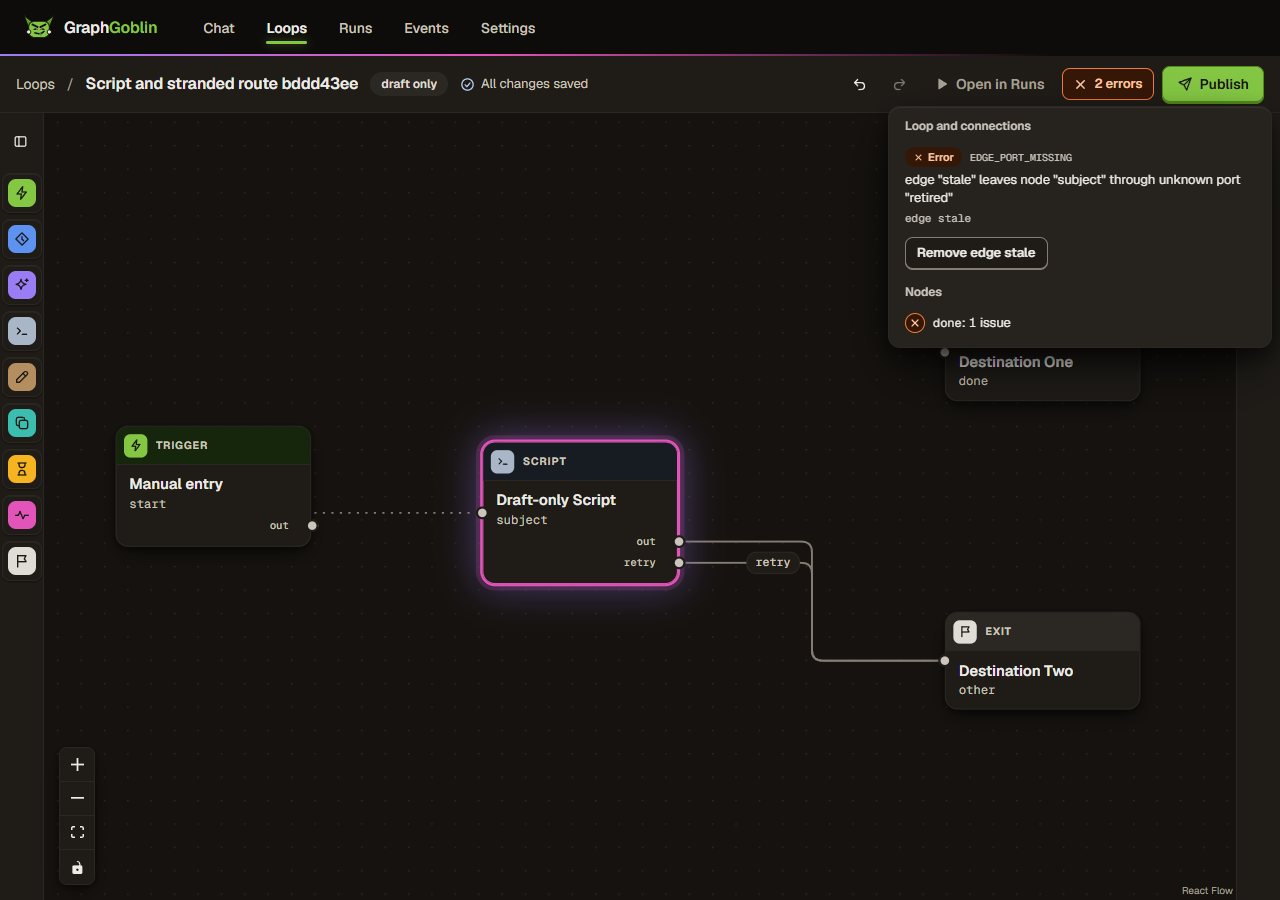 GraphGoblin
Chat
Loops
Runs
Events
Settings
Loops / Script and stranded route bddd43ee
draft only
All changes saved
Open in Runs
2 errors
Publish
Loop and connections
Error
EDGE_PORT_MISSING
edge "stale" leaves node "subject" through unknown port
"retired"
edge stale
Remove edge stale
Nodes
done: 1 issue
Destination One
done
TRIGGER
Manual entry
start
out
SCRIPT
Draft-only Script
subject
out
retry
retry
EXIT
Destination Two
other
React Flow